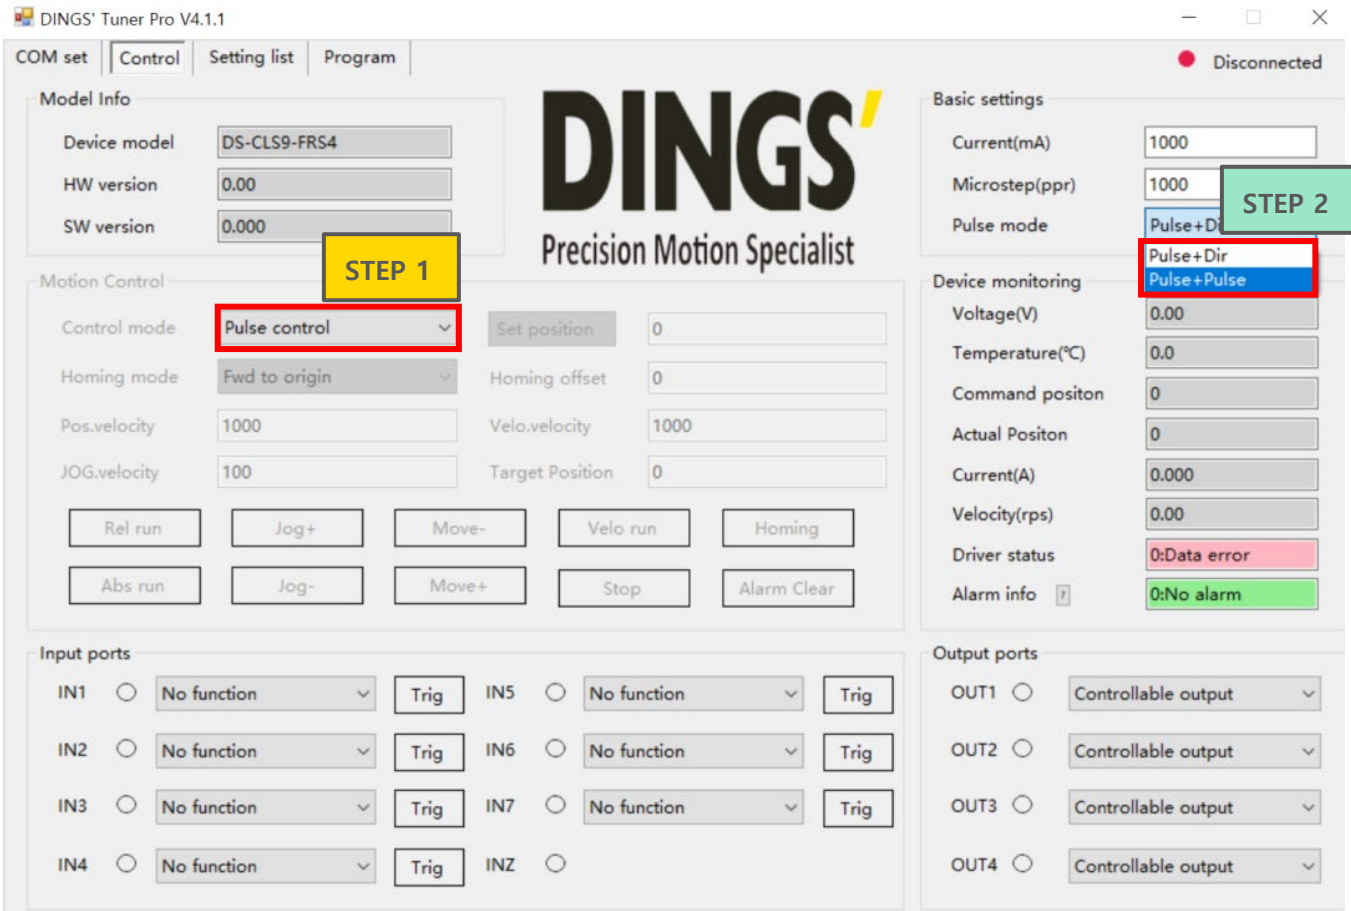 DINGS' Tuner Pro V4.1.1
COM set Control Setting list Program
Disconnected
Model Info
Device model DS-CLS9-FRS4
HW version 0.00
SW version 0.000
DINGS'
Precision Motion Specialist
Basic settings
Current(mA) 1000
Microstep(ppr) 1000
STEP 2
Pulse mode Pulse+Di
Pulse+Dir
Pulse+Pulse
STEP 1
Motion Control
Control mode Pulse control Set position 0
Homing mode Fwd to origin Homing offset 0
Pos.velocity 1000 Velo.velocity 1000
JOG.velocity 100 Target Position 0
Rel run Jog+ Move- Velo run Homing
Abs run Jog- Move+ Stop Alarm Clear
Device monitoring
Voltage(V) 0.00
Temperature(℃) 0.0
Command positon 0
Actual Positon 0
Current(A) 0.000
Velocity(rps) 0.00
Driver status 0:Data error
Alarm info ? 0:No alarm
Input ports
IN1 No function Trig IN5 No function Trig
IN2 No function Trig IN6 No function Trig
IN3 No function Trig IN7 No function Trig
IN4 No function Trig INZ
Output ports
OUT1 Controllable output
OUT2 Controllable output
OUT3 Controllable output
OUT4 Controllable output